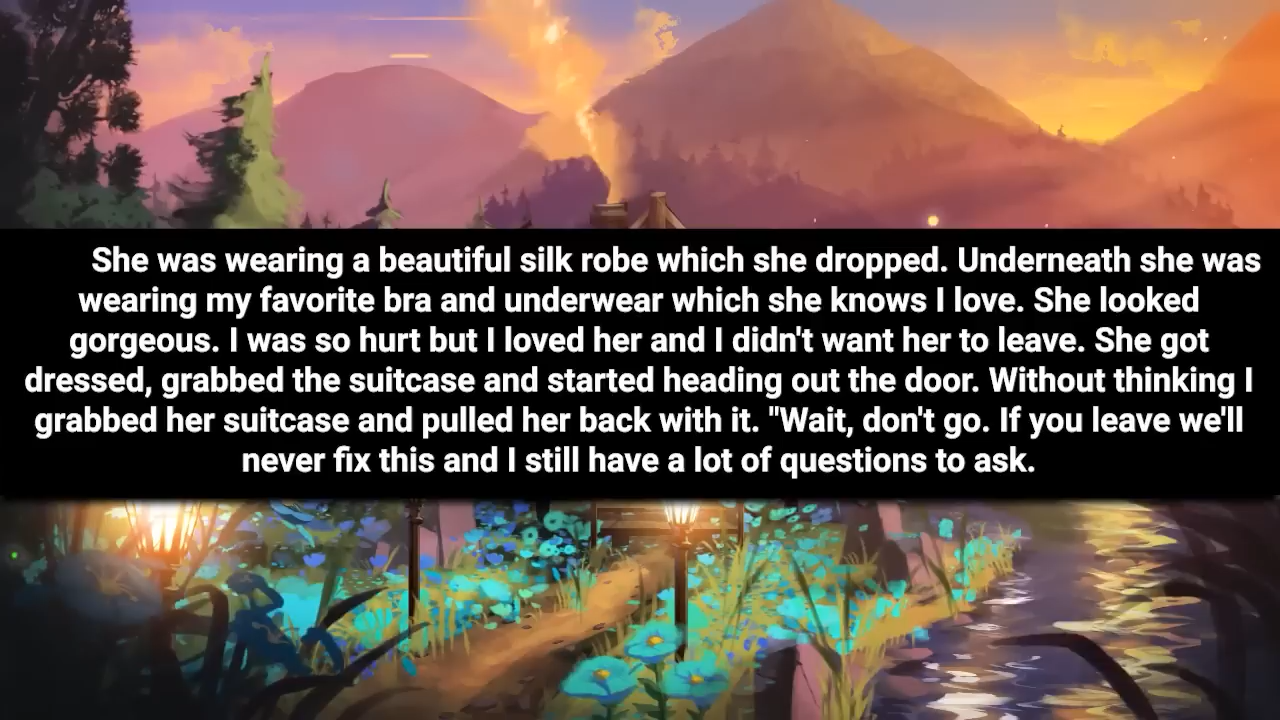 She was wearing a beautiful silk robe which she dropped. Underneath she was
wearing my favorite bra and underwear which she knows I love. She looked
gorgeous. I was so hurt but I loved her and I didn't want her to leave. She got
dressed, grabbed the suitcase and started heading out the door. Without thinking I
grabbed her suitcase and pulled her back with it. "Wait, don't go. If you leave we'll
never fix this and I still have a lot of questions to ask.